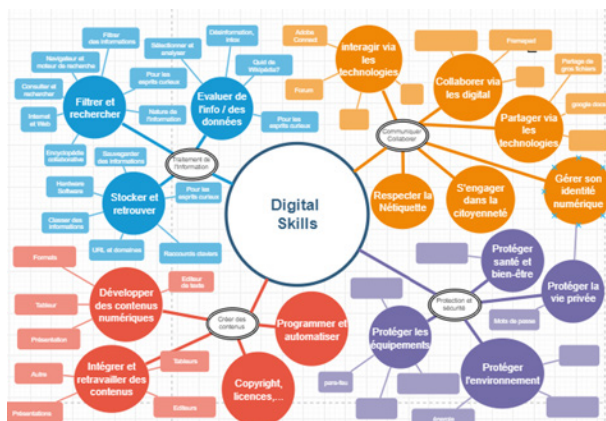 Filtrer
des informations
Navigateur et
moteur de recherche
Consulter et
rechercher
Internet
et Web
Encyclopédie
collaborative
Pour les
esprits curieux
Nature de
l'information
Filtrer et
rechercher
Sélectionner et
analyser
Désinformation,
intox
Quid de
Wikipédia?
Pour les
esprits curieux
Evaluer de
l'info / des
données
Traitement de
l'information
Sauvegarder
des informations
Hardware
Software
Classer des
informations
URL et domaines
Pour les
esprits curieux
Raccourcis claviers
Stocker et
retrouver
Digital
Skills
Adobe
Connect
Forum
Interagir via
les
technologies
Framapad
Collaborer
via
les digital
Partage de
gros fichiers
google docs
Partager via
les
technologies
Communiquer
Collaborer
Respecter la
Nétiquette
S'engager
dans la
citoyenneté
Gérer son
identité
numérique
Formats
Tableur
Présentation
Editeur
de texte
Développer
des contenus
numériques
Créer des
contenus
Programmer et
automatiser
Autre
Présentations
Tableurs
Editeurs
Intégrer et
retravailler des
contenus
Copyright,
licences,...
Protéger
santé et
bien-être
Protéger la
vie privée
Mots de passe
Protection et
sécurité
Protéger les
équipements
pare-feu
Protéger
l'environnement